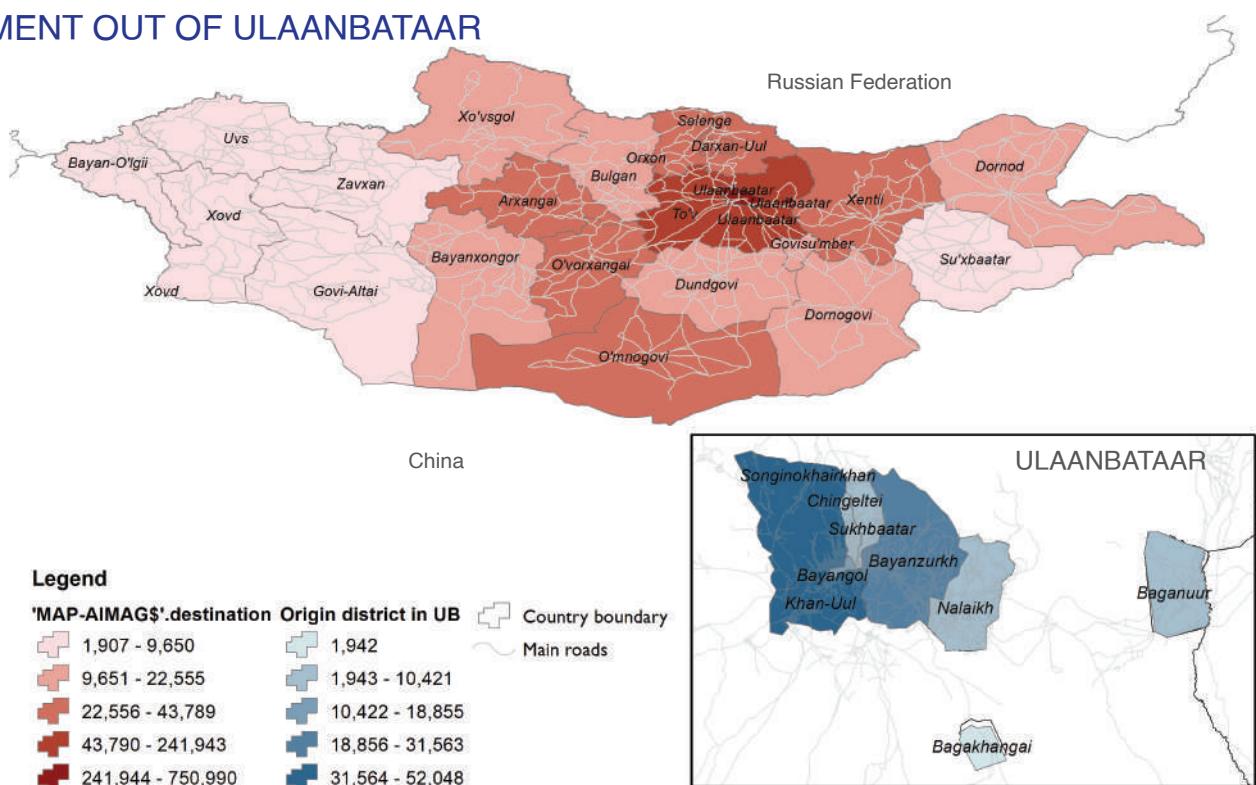 MENT OUT OF ULAANBATAAR
Russian Federation
Xo'vsgol
Selenge
Uvs
Darxan-Uul
Bayan-O'lgii
Orxon
Dornod
Bulgan
Zavxan
Ulaanbaatar
Arxangai
Ulaanbaatar
Xentii
Xovd
To'v
Ulaanbaatar
Govisu'mber
Bayanxongor
O'vorxangai
Su'xbaatar
Dundgovi
Xovd
Govi-Altai
Dornogovi
O'mnogovi
China
ULAANBATAAR
Songinokhairkhan
Chingeltei
Sukhbaatar
Bayanzurkh
Bayangol
Khan-Uul
Nalaikh
Baganuur
Bagakhangai
Legend
'MAP-AIMAG$'.destination
1,907 - 9,650
9,651 - 22,555
22,556 - 43,789
43,790 - 241,943
241,944 - 750,990
Origin district in UB
1,942
1,943 - 10,421
10,422 - 18,855
18,856 - 31,563
31,564 - 52,048
Country boundary
Main roads